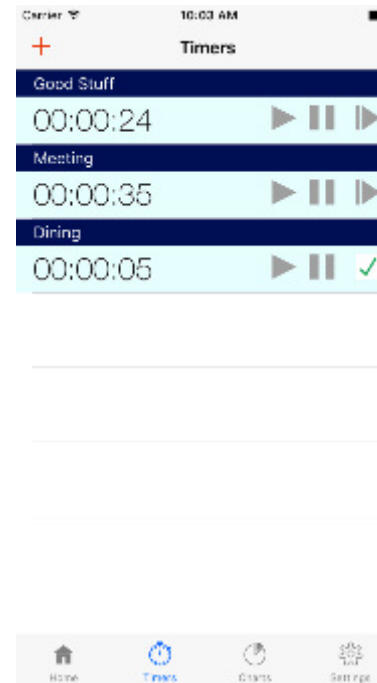 Carrier 10:03 AM
+ Timers
Good Stuff
00:00:24
Meeting
00:00:35
Dining
00:00:05
Home Timers Charts Settings